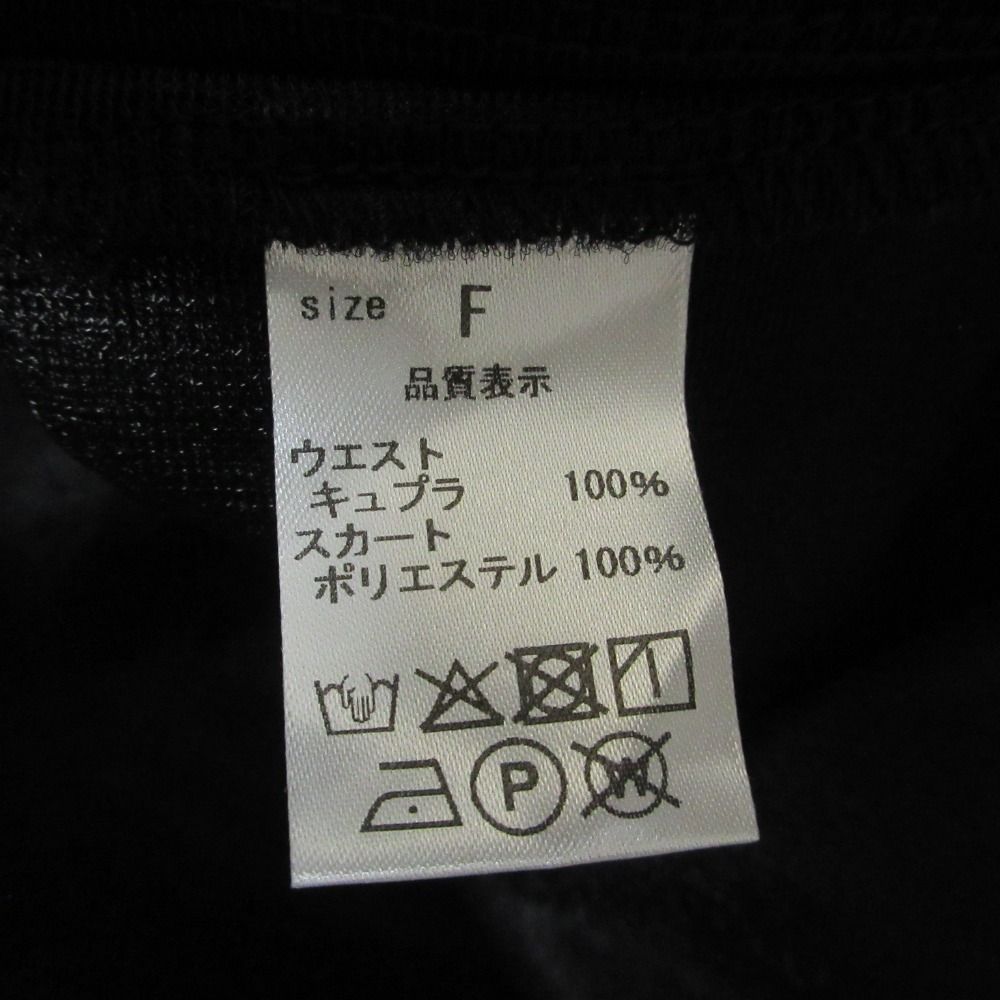 size F
品質表示
ウエスト
キュプラ 100%
スカート
ポリエステル 100%
P W